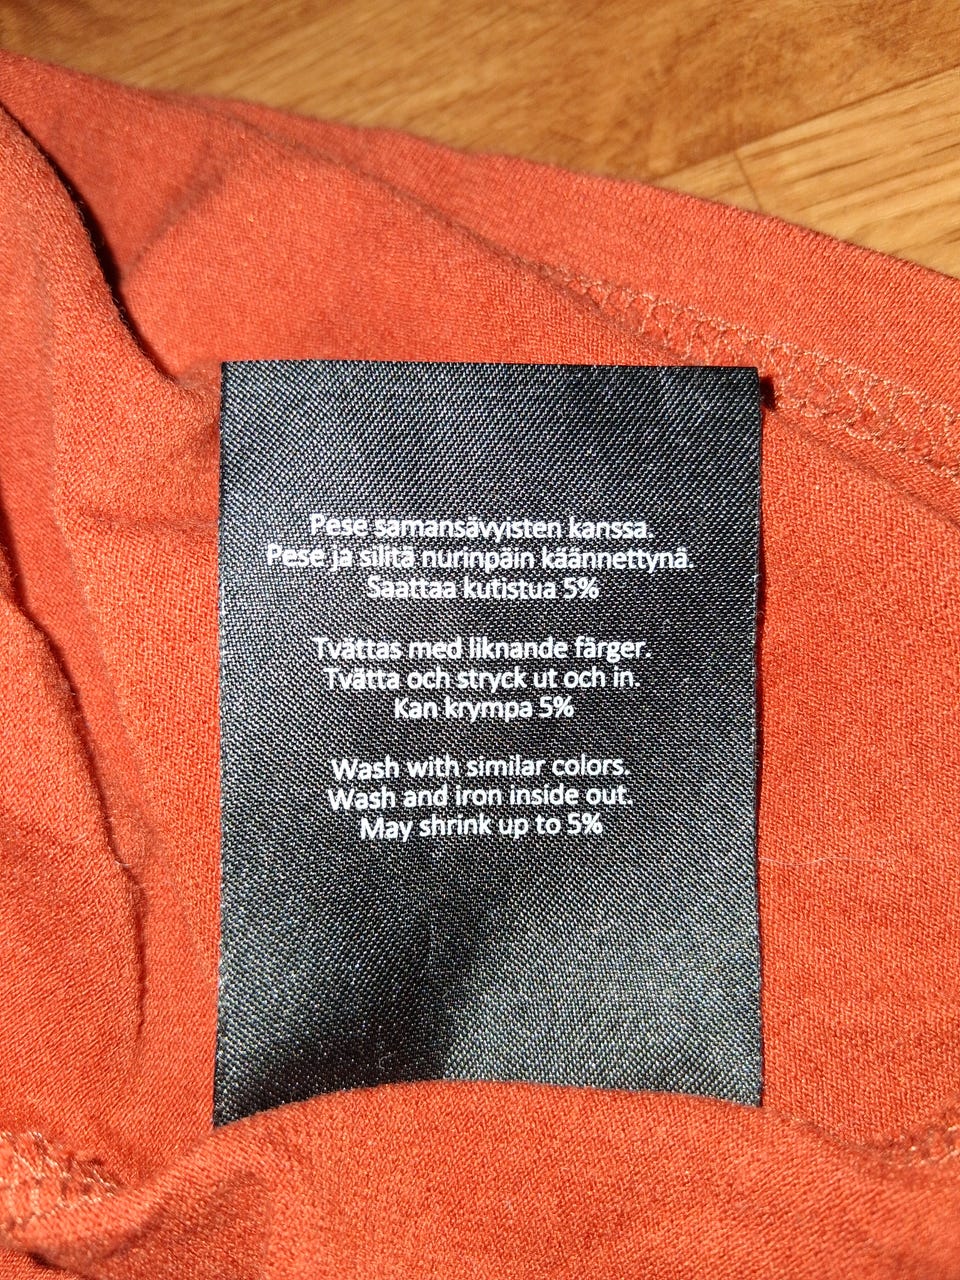 Pese samansävyisten kanssa.
Pese ja silitä nurinpäin käännettynä.
Saattaa kutistua 5%
Tvättas med liknande färger.
Tvätta och stryck ut och in.
Kan krympa 5%
Wash with similar colors.
Wash and iron inside out.
May shrink up to 5%